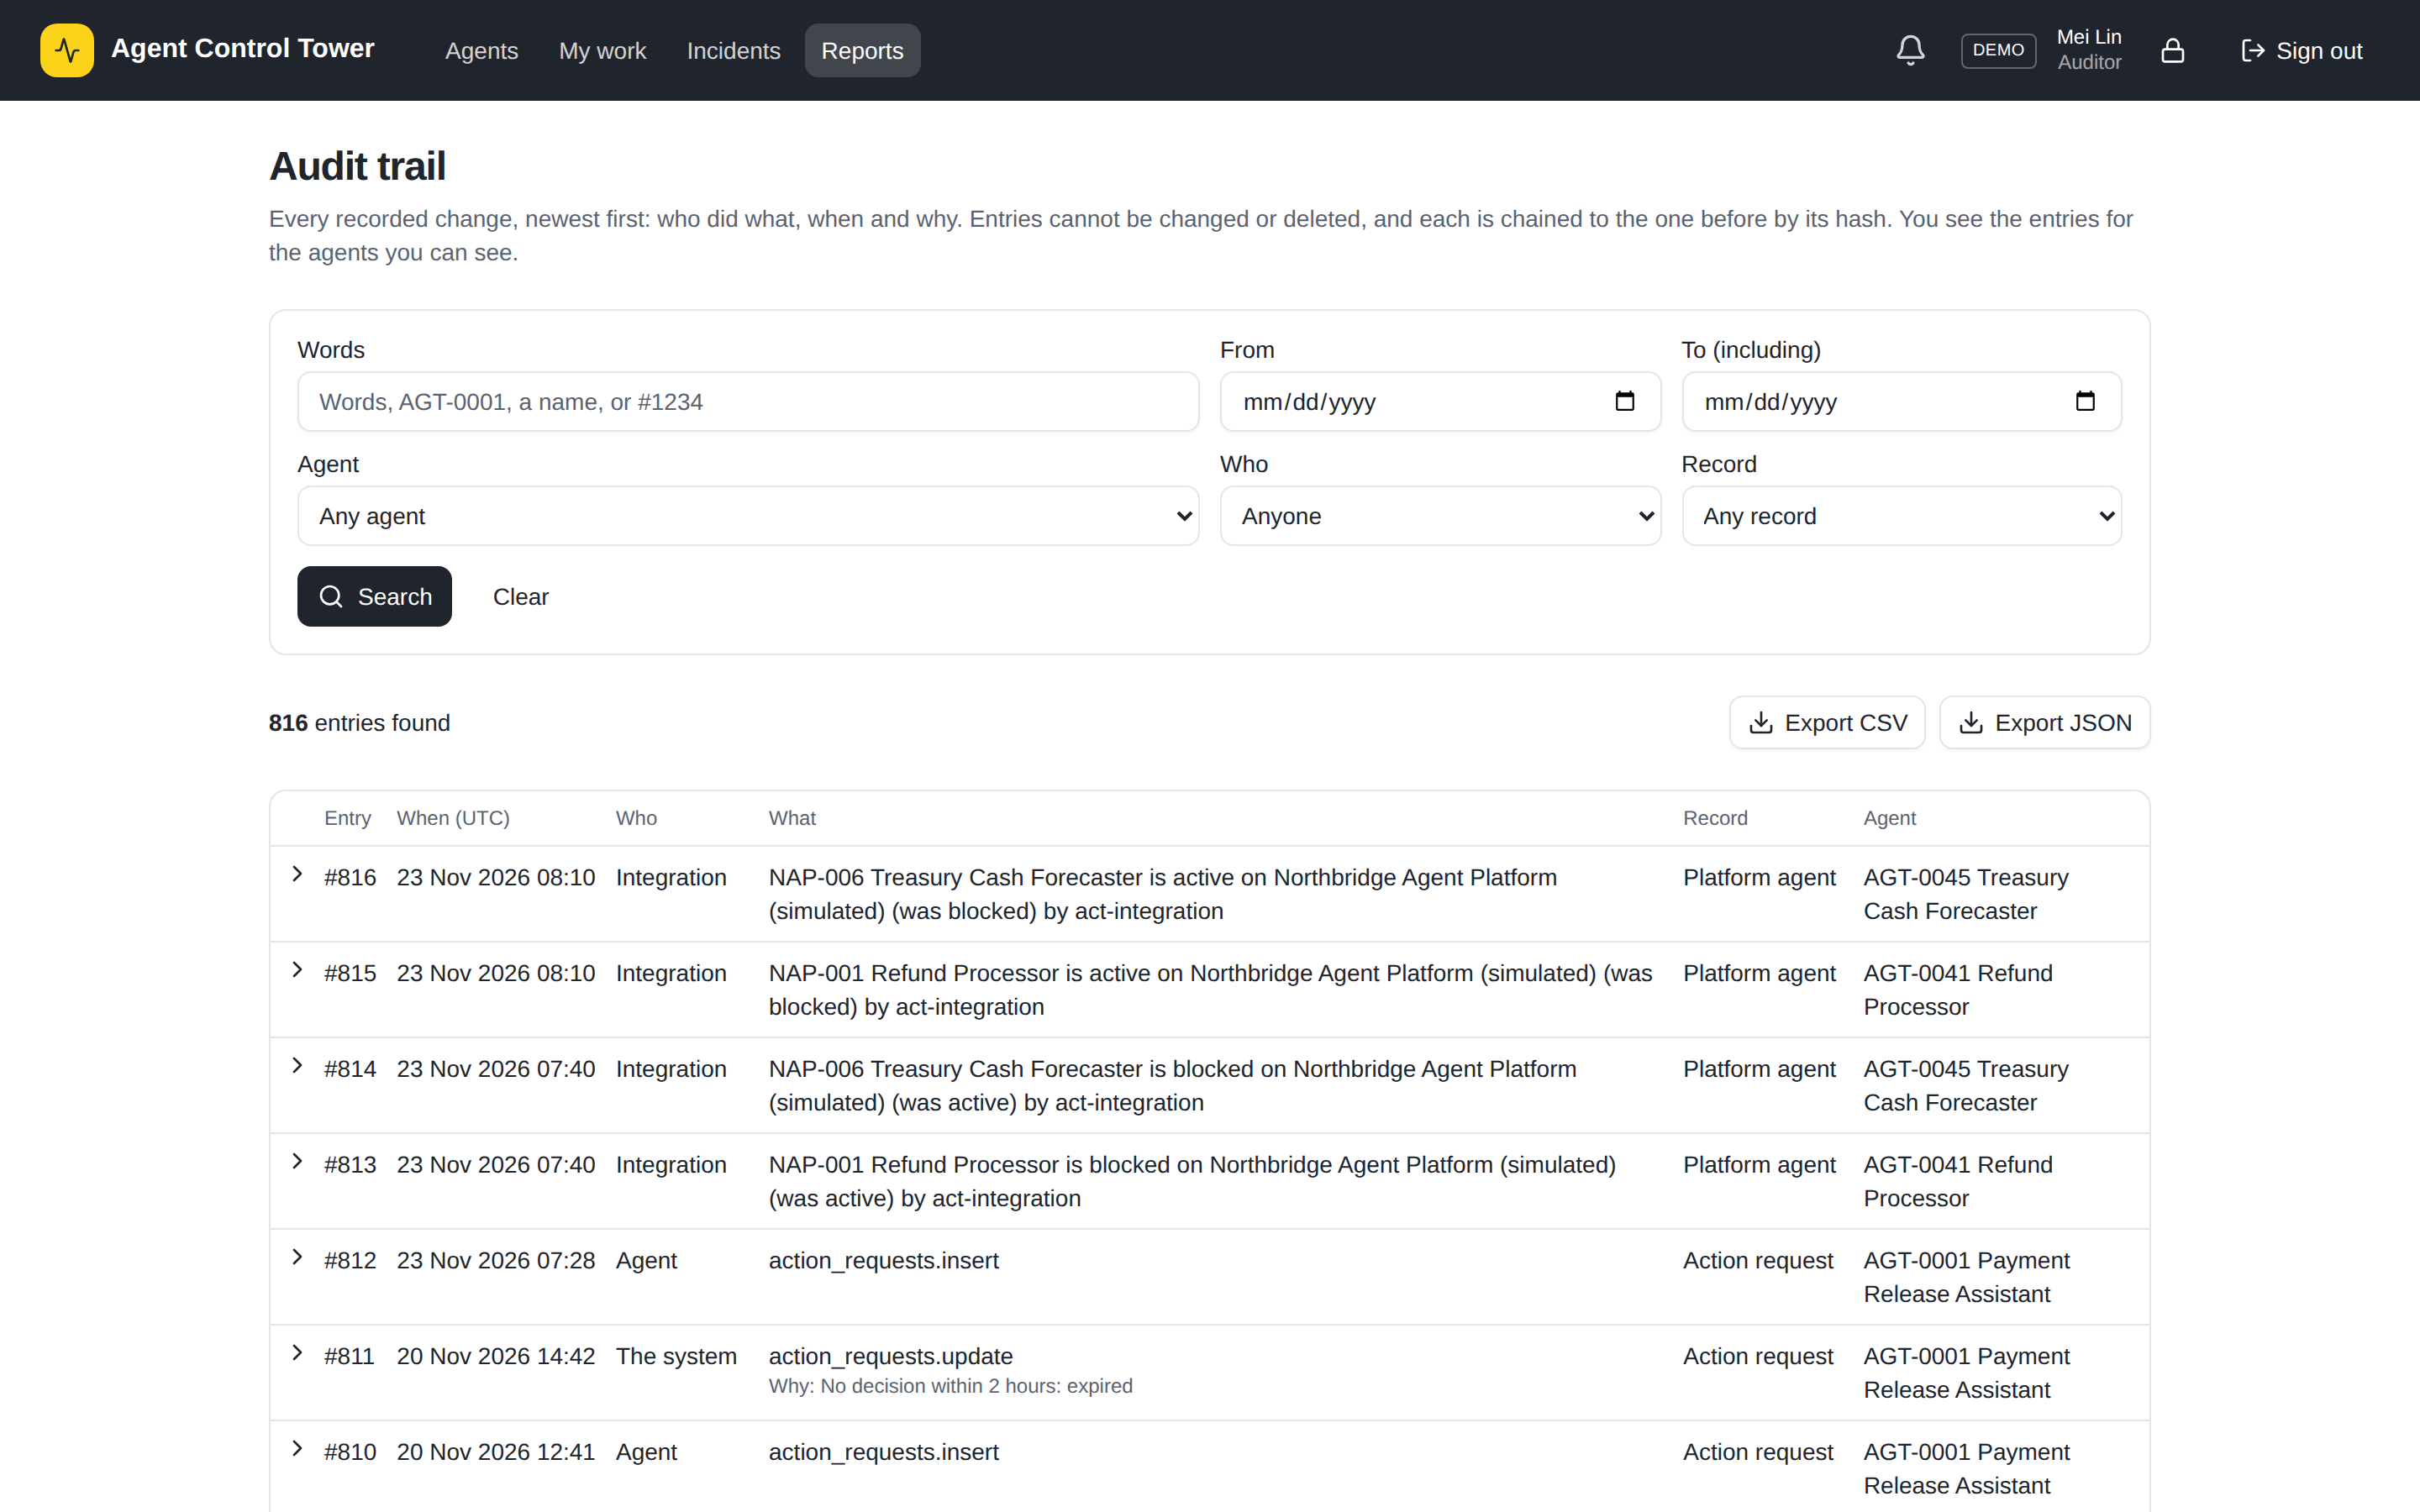 Agent Control Tower
Agents
My work
Incidents
Reports
DEMO
Mei Lin
Auditor
Sign out
Audit trail
Every recorded change, newest first: who did what, when and why. Entries cannot be changed or deleted, and each is chained to the one before by its hash. You see the entries for
the agents you can see.
Words
From
To (including)
Words, AGT-0001, a name, or #1234
mm/dd/yyyy
mm/dd/yyyy
Agent
Who
Record
Any agent
Anyone
Any record
Search
Clear
816 entries found
Export CSV
Export JSON
Entry When (UTC) Who What Record Agent
#816 23 Nov 2026 08:10 Integration NAP-006 Treasury Cash Forecaster is active on Northbridge Agent Platform Platform agent AGT-0045 Treasury
(simulated) (was blocked) by act-integration Cash Forecaster
#815 23 Nov 2026 08:10 Integration NAP-001 Refund Processor is active on Northbridge Agent Platform (simulated) (was Platform agent AGT-0041 Refund
blocked) by act-integration Processor
#814 23 Nov 2026 07:40 Integration NAP-006 Treasury Cash Forecaster is blocked on Northbridge Agent Platform Platform agent AGT-0045 Treasury
(simulated) (was active) by act-integration Cash Forecaster
#813 23 Nov 2026 07:40 Integration NAP-001 Refund Processor is blocked on Northbridge Agent Platform (simulated) Platform agent AGT-0041 Refund
(was active) by act-integration Processor
#812 23 Nov 2026 07:28 Agent action_requests.insert Action request AGT-0001 Payment
Release Assistant
#811 20 Nov 2026 14:42 The system action_requests.update Action request AGT-0001 Payment
Why: No decision within 2 hours: expired Release Assistant
#810 20 Nov 2026 12:41 Agent action_requests.insert Action request AGT-0001 Payment
Release Assistant